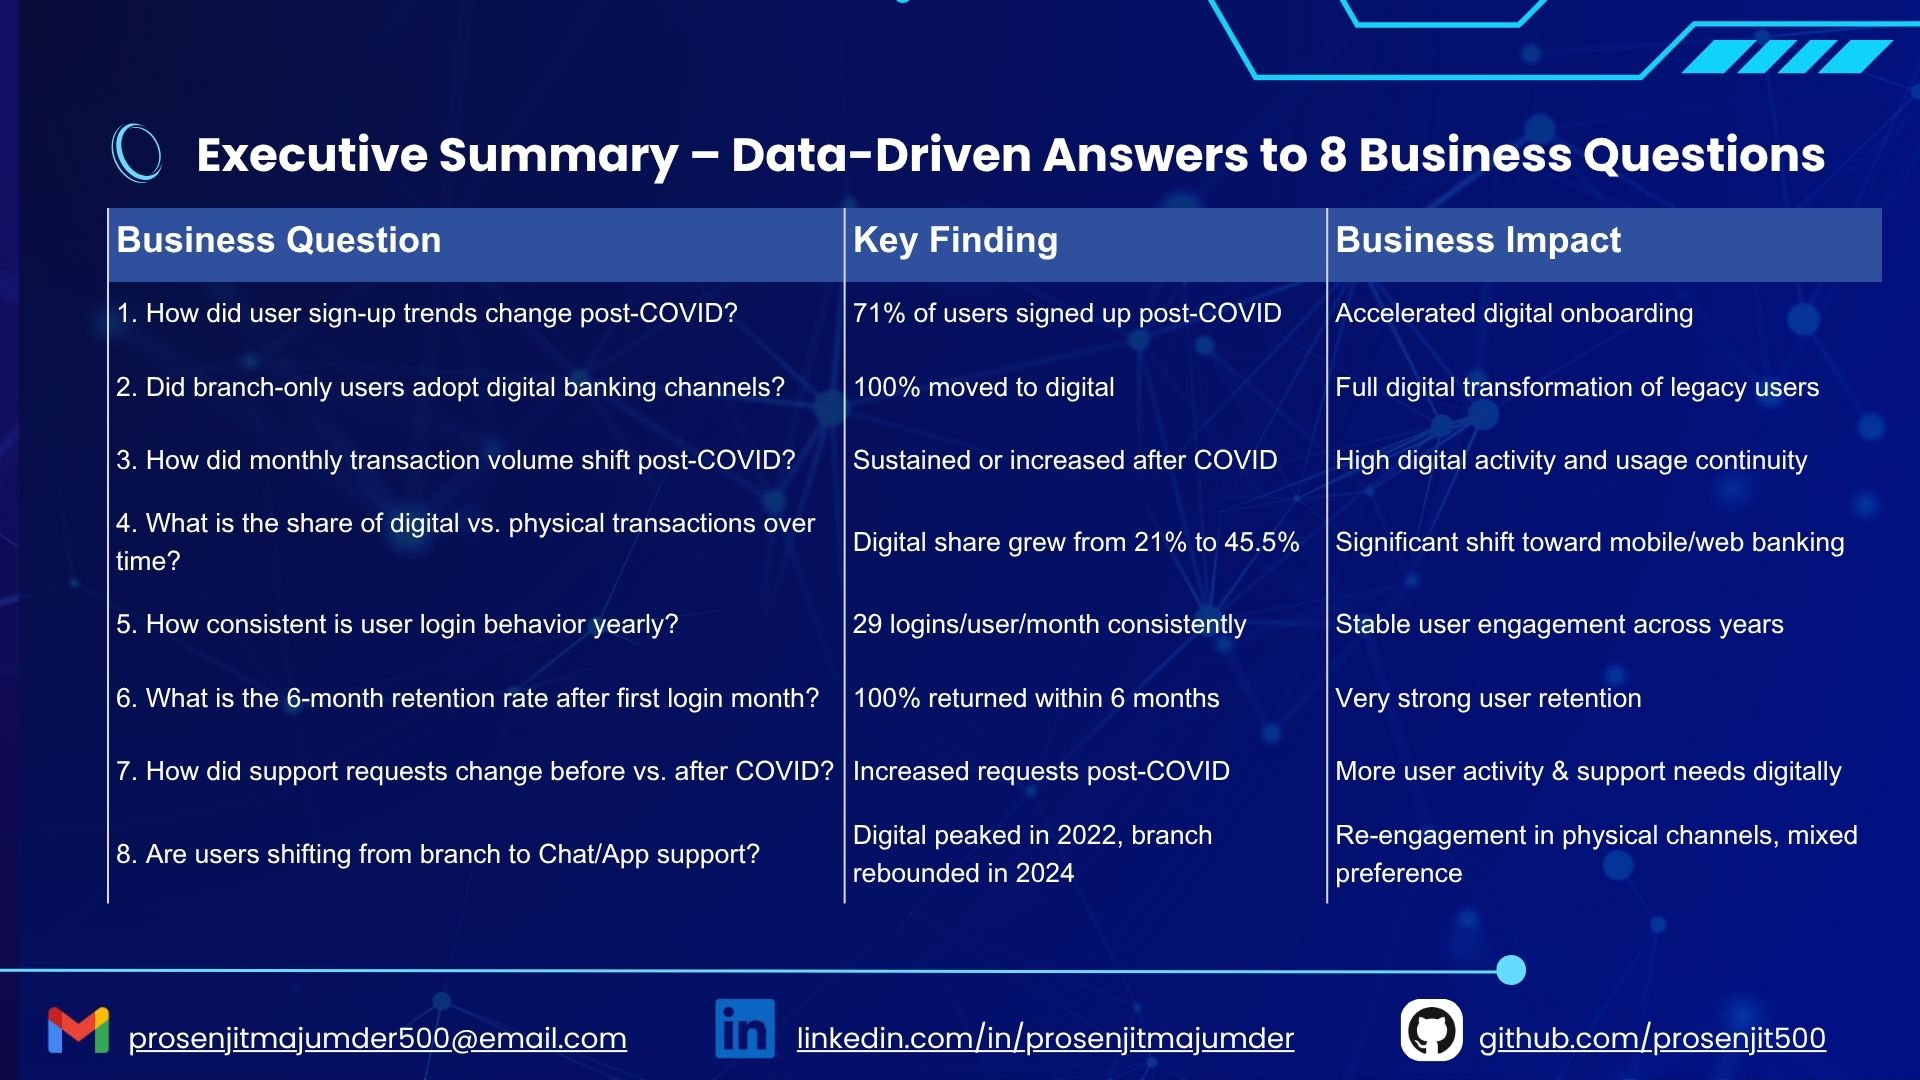 Executive Summary – Data-Driven Answers to 8 Business Questions
Business Question
Key Finding
Business Impact
1. How did user sign-up trends change post-COVID?
71% of users signed up post-COVID
Accelerated digital onboarding
2. Did branch-only users adopt digital banking channels?
100% moved to digital
Full digital transformation of legacy users
3. How did monthly transaction volume shift post-COVID?
Sustained or increased after COVID
High digital activity and usage continuity
4. What is the share of digital vs. physical transactions over
time?
Digital share grew from 21% to 45.5%
Significant shift toward mobile/web banking
5. How consistent is user login behavior yearly?
29 logins/user/month consistently
Stable user engagement across years
6. What is the 6-month retention rate after first login month?
100% returned within 6 months
Very strong user retention
7. How did support requests change before vs. after COVID?
Increased requests post-COVID
More user activity & support needs digitally
8. Are users shifting from branch to Chat/App support?
Digital peaked in 2022, branch
rebounded in 2024
Re-engagement in physical channels, mixed
preference
prosenjitmajumder500@email.com
in
linkedin.com/in/prosenjitmajumder
github.com/prosenjit500